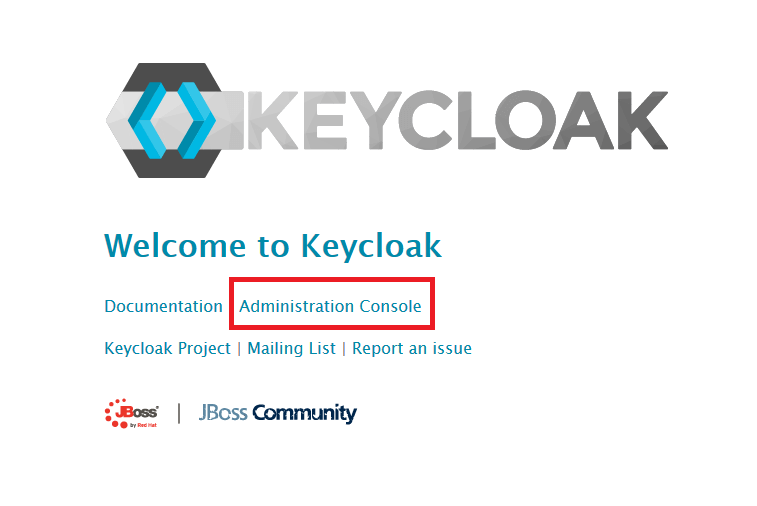 KEYCLOAK
Welcome to Keycloak
Documentation Administration Console
Keycloak Project | Mailing List | Report an issue
JBoss by Red Hat | JBoss Community